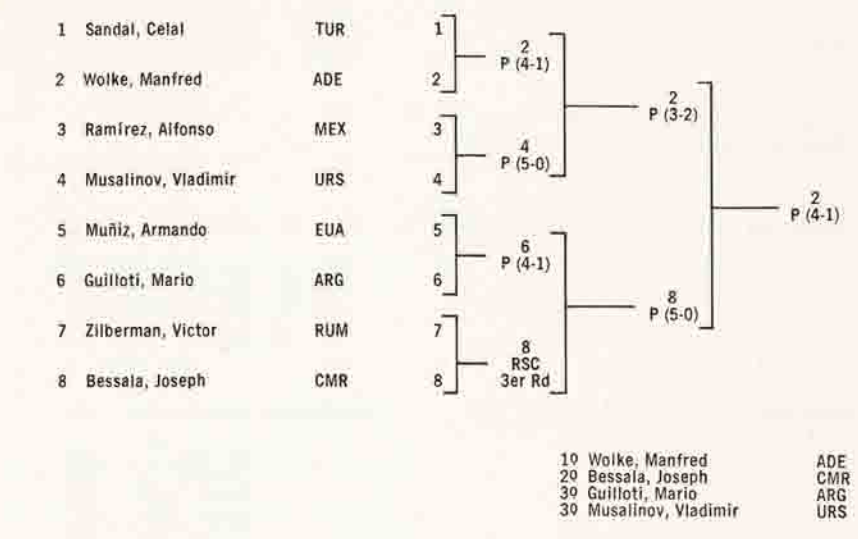 1 Sandal, Celal TUR 1
2 P (4-1)
2 Wolke, Manfred ADE 2
2 P (3-2)
3 Ramírez, Alfonso MEX 3
4 P (5-0)
4 Musalinov, Vladimir URS 4
2 P (4-1)
5 Muñiz, Armando EUA 5
6 P (4-1)
6 Guilloti, Mario ARG 6
8 P (5-0)
7 Zilberman, Victor RUM 7
8 RSC 3er Rd
8 Bessala, Joseph CMR 8
1º Wolke, Manfred ADE
2º Bessala, Joseph CMR
3º Guilloti, Mario ARG
3º Musalinov, Vladimir URS